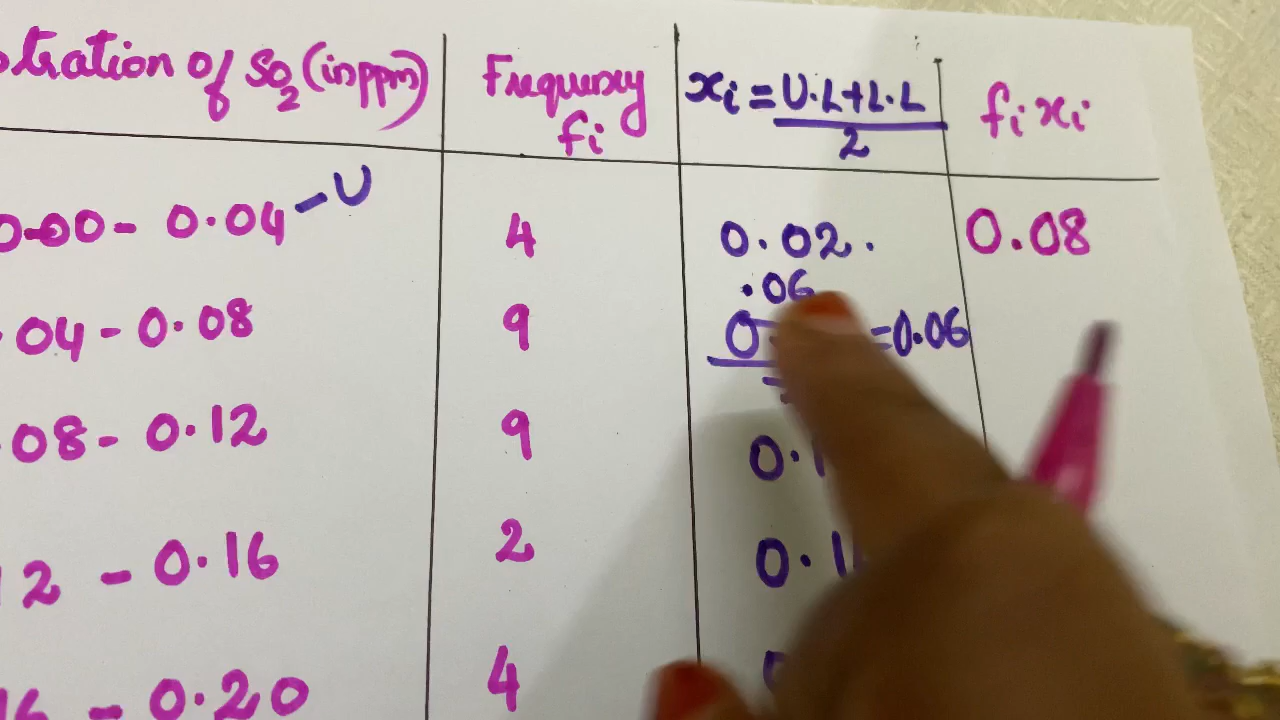 tration of SO2 (in ppm) Frequency fi xi = U.L+L.L / 2 fi xi
0.00 - 0.04 - U 4 0.02 . 0.08
.06
.04 - 0.08 9 0 = 0.06
.08 - 0.12 9 0.1
12 - 0.16 2 0.1
16 - 0.20 4 0